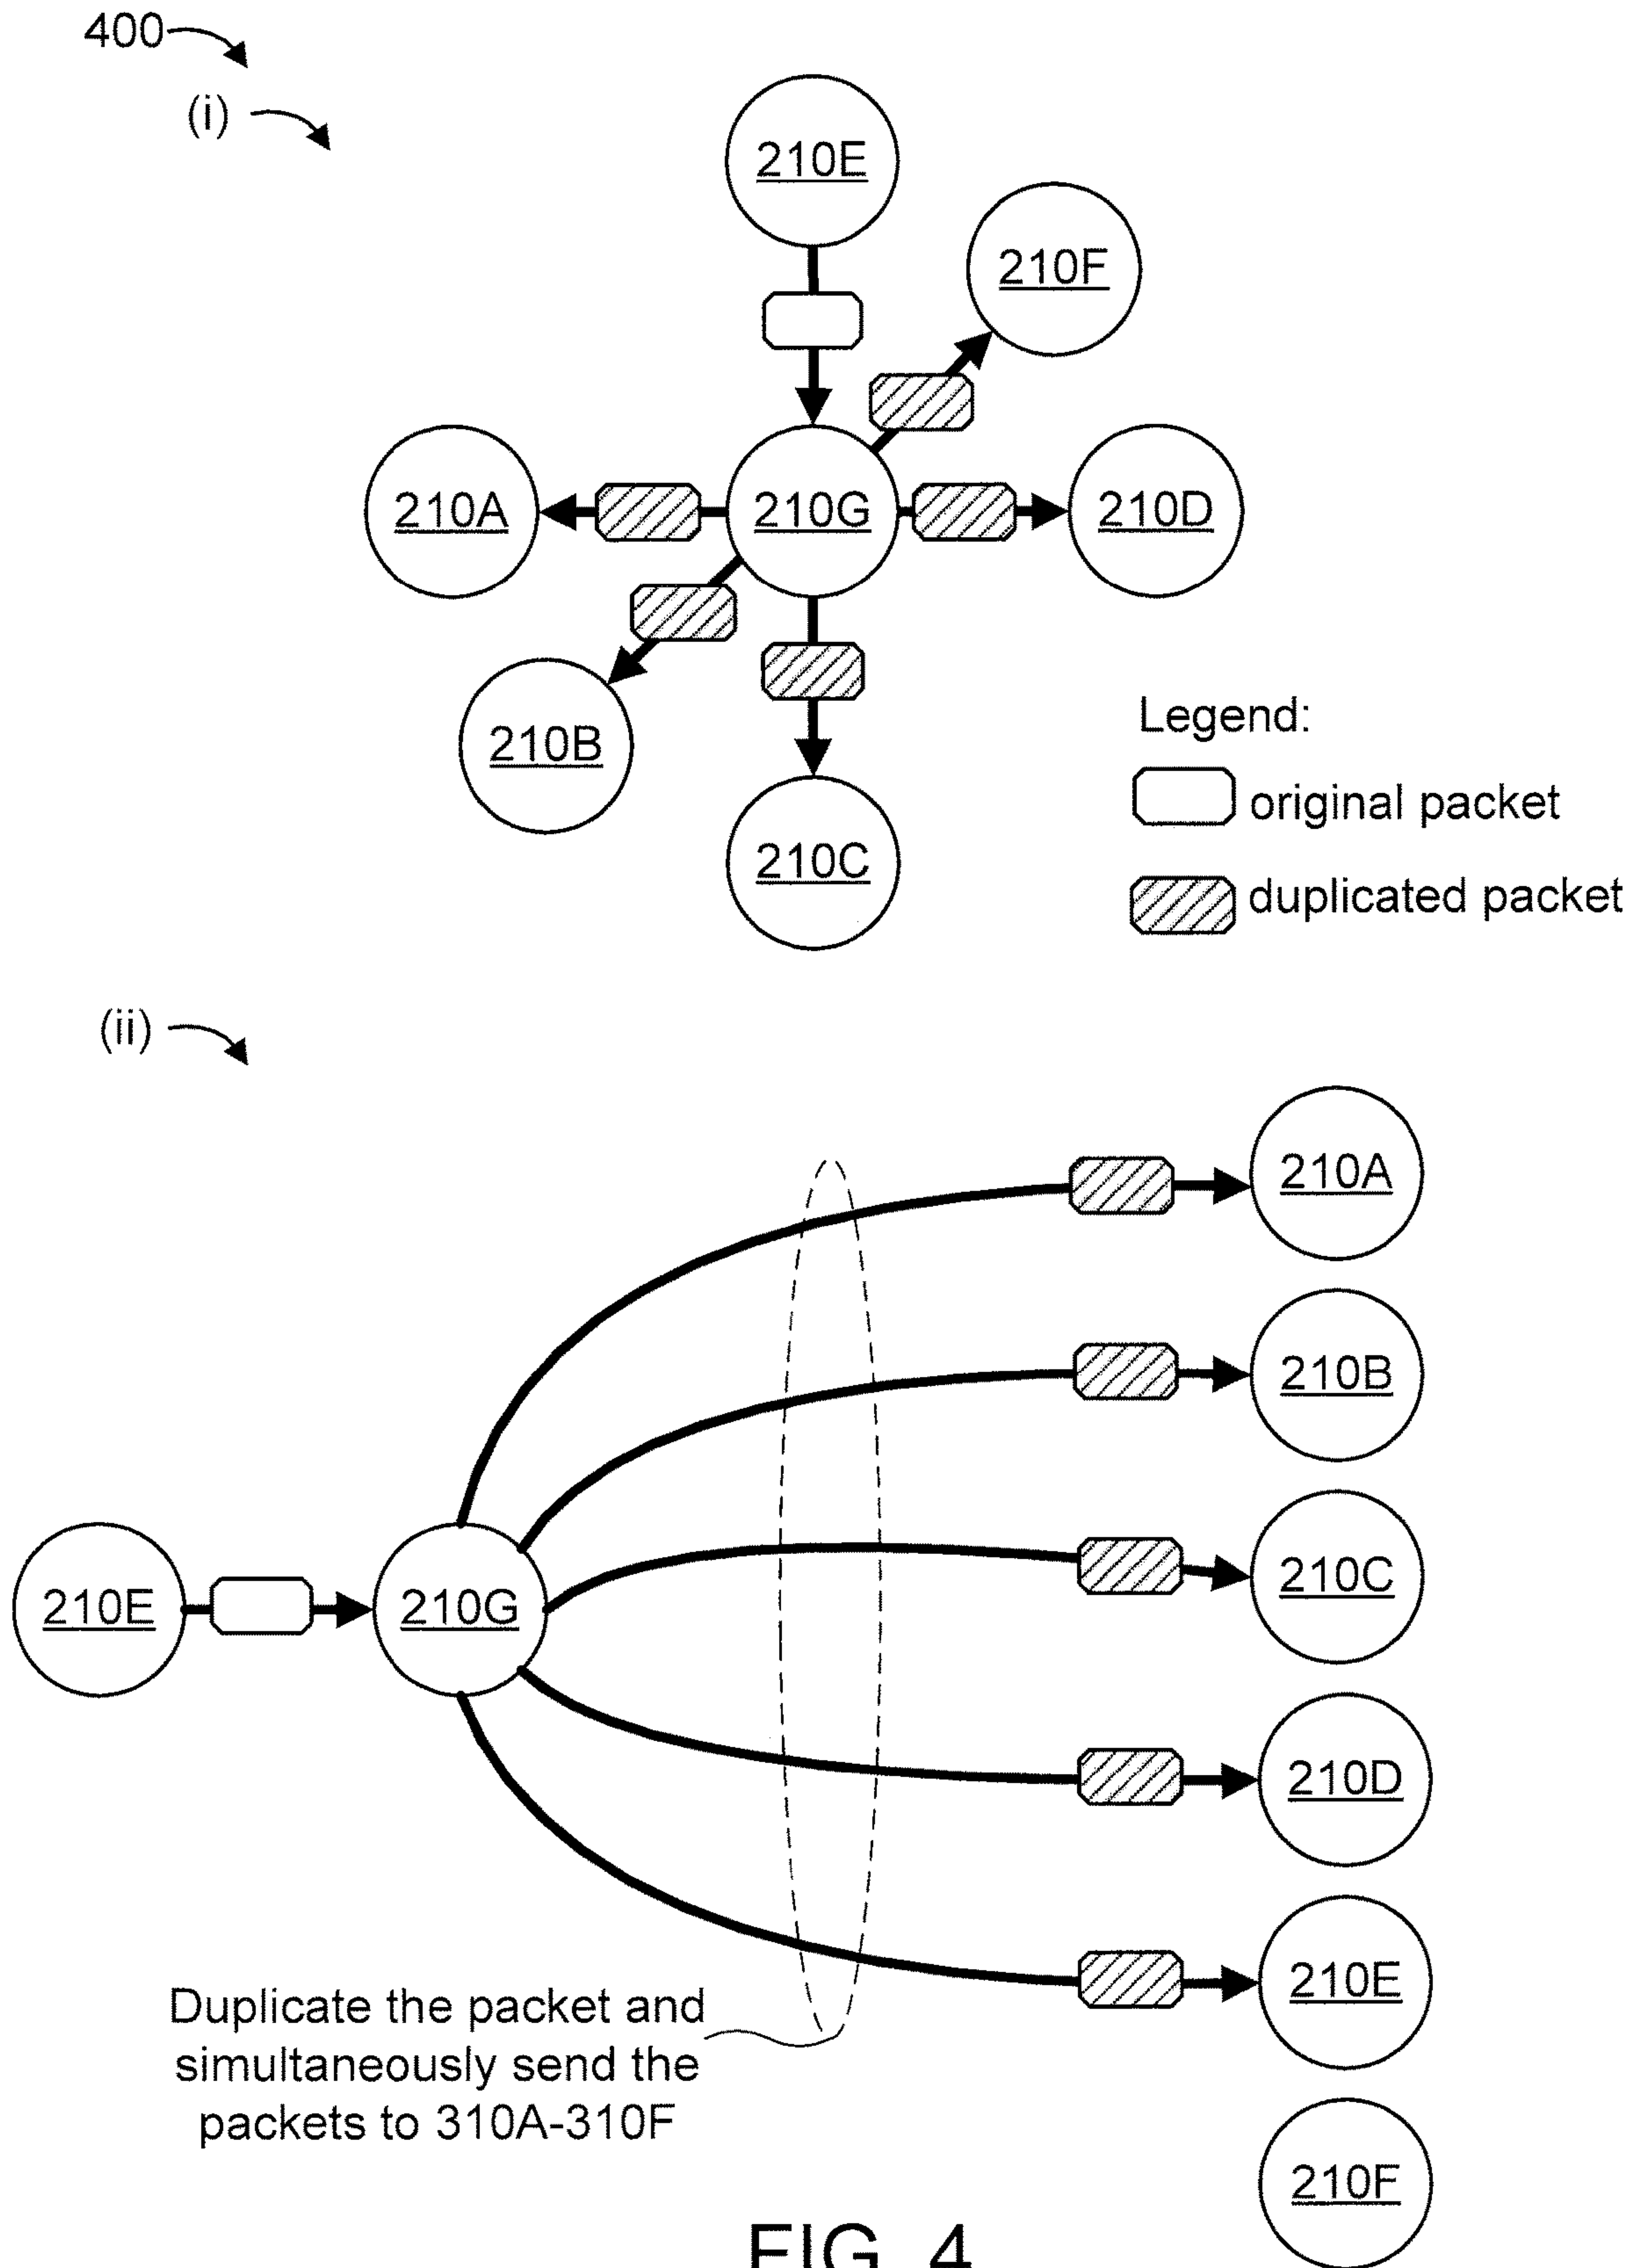 400
(i)
210E
210F
210A
210G
210D
210B
210C
Legend:
original packet
duplicated packet
(ii)
210A
210B
210C
210E
210G
210D
210E
Duplicate the packet and
simultaneously send the
packets to 310A-310F
210F
FIG. 4